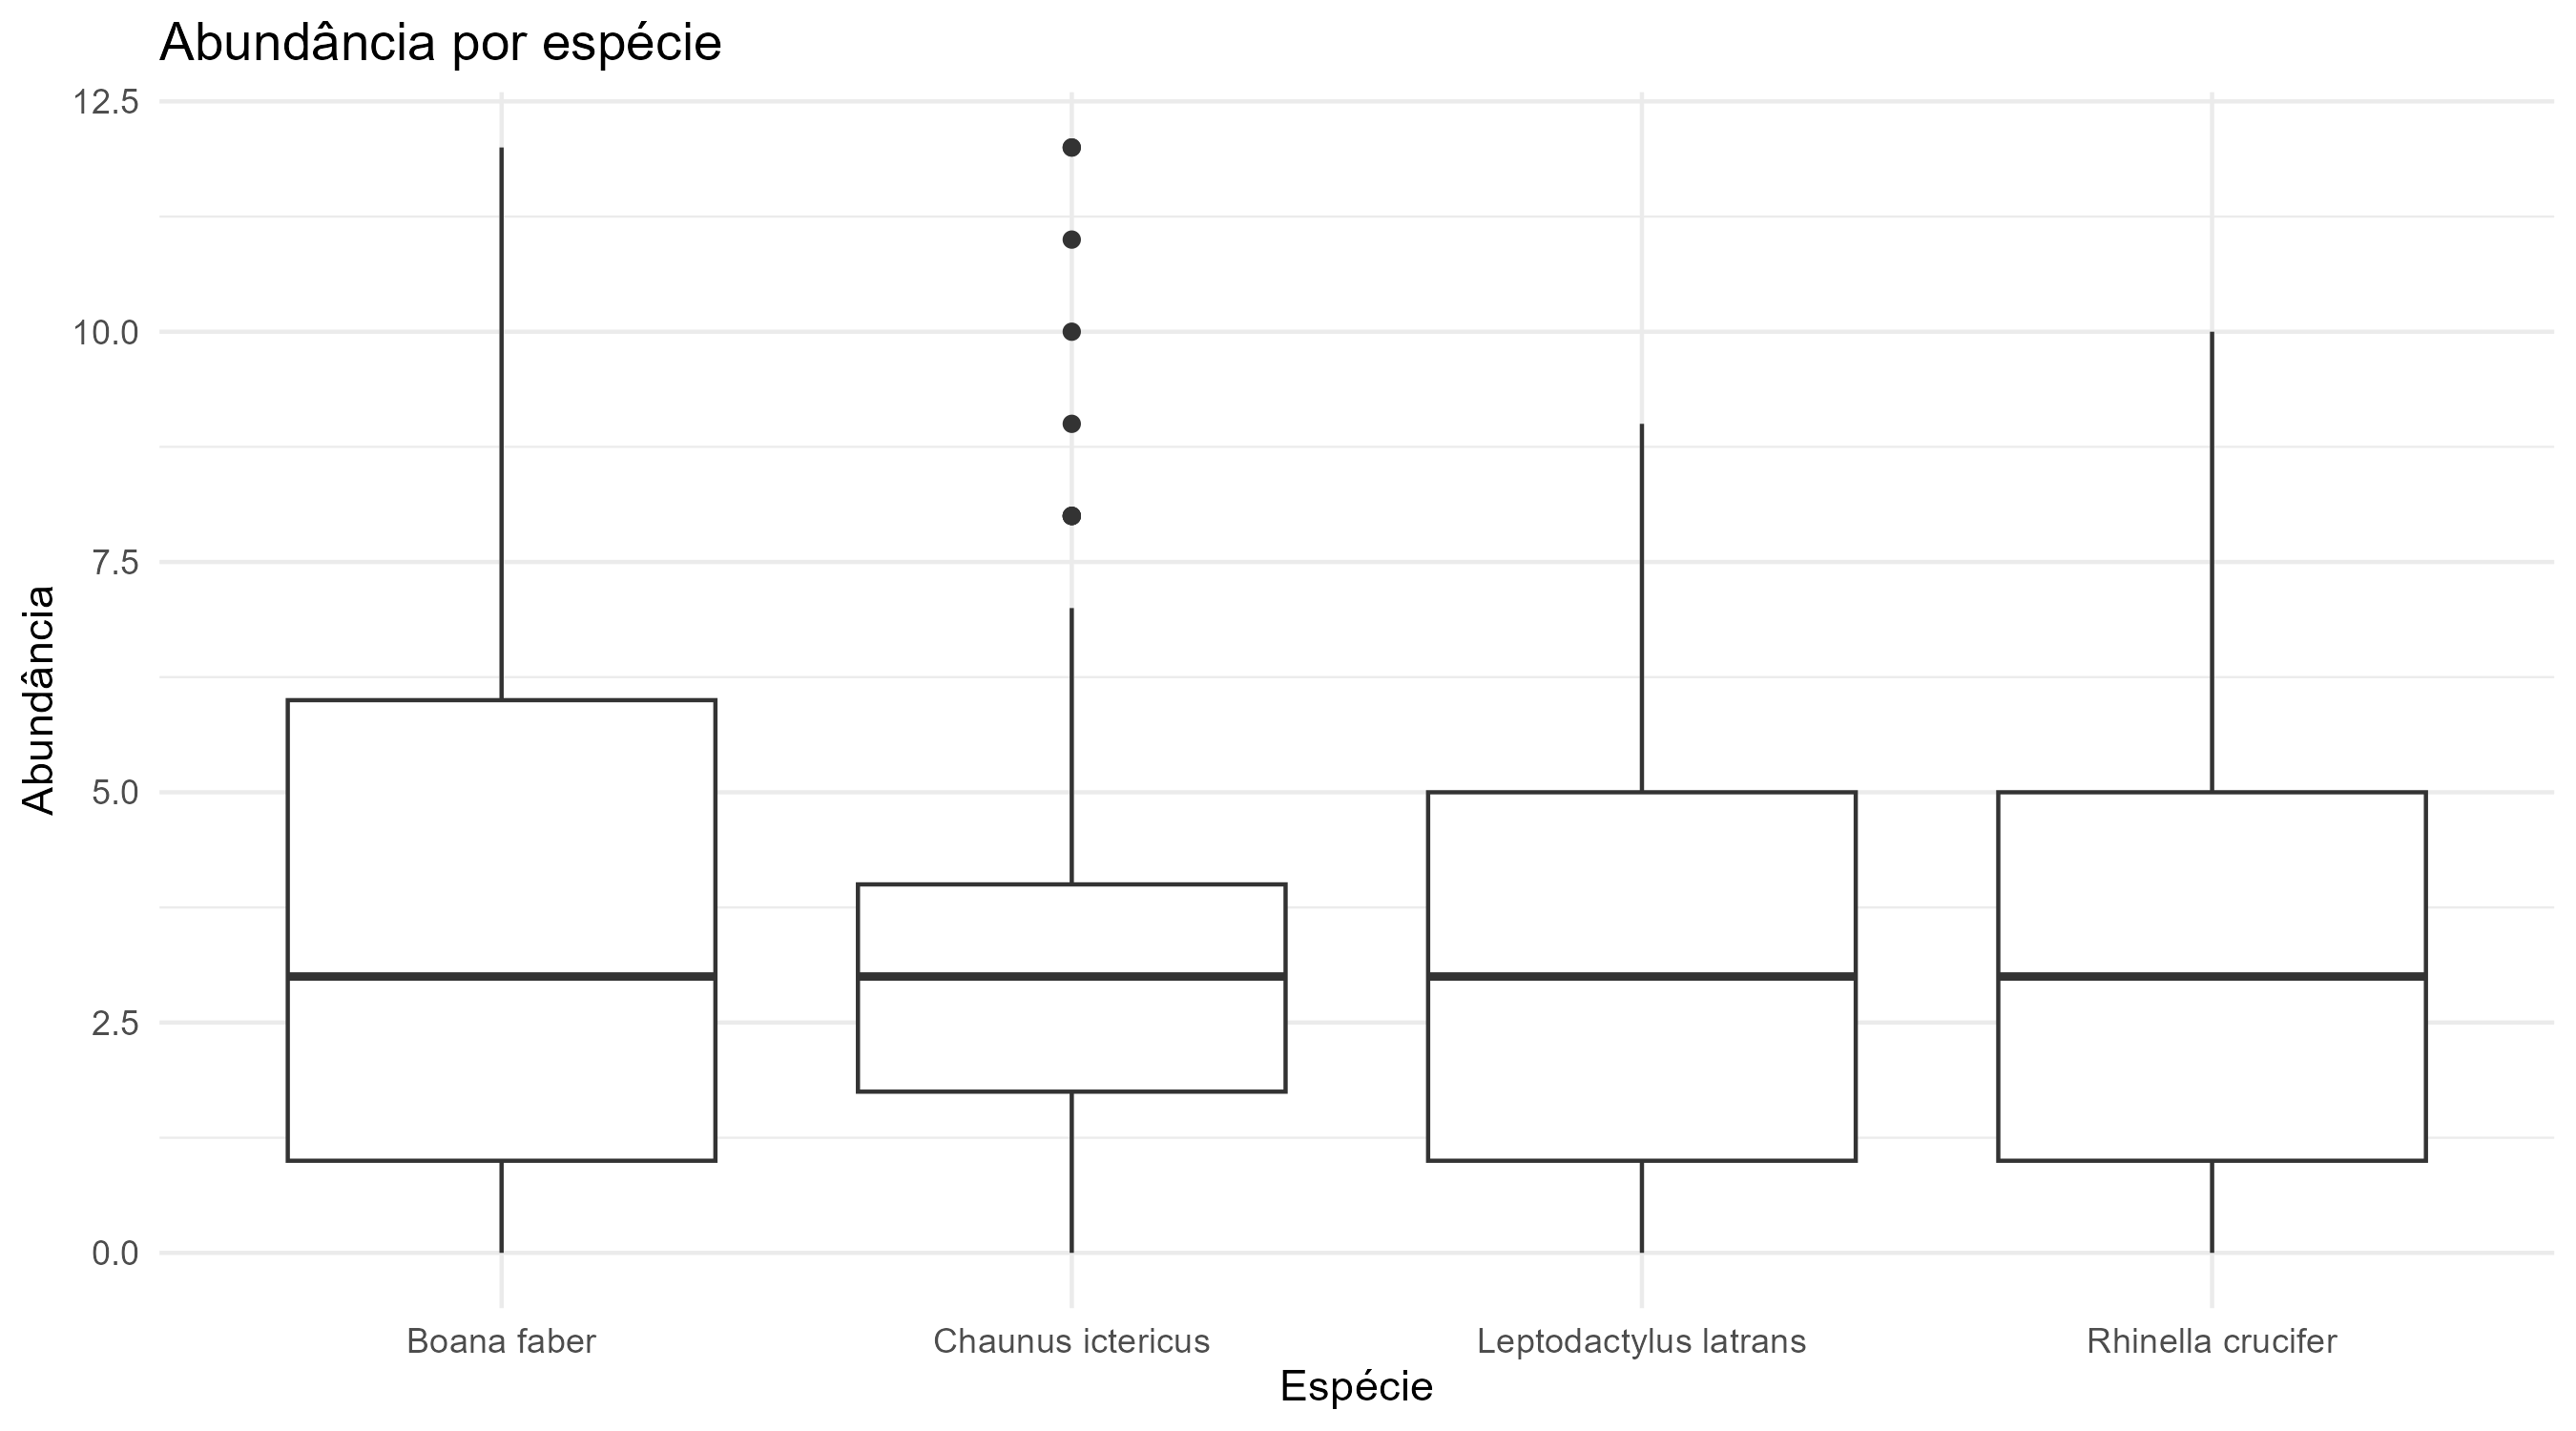 Abundância por espécie
12.5
10.0
7.5
5.0
2.5
0.0
Abundância
Boana faber
Chaunus ictericus
Leptodactylus latrans
Rhinella crucifer
Espécie